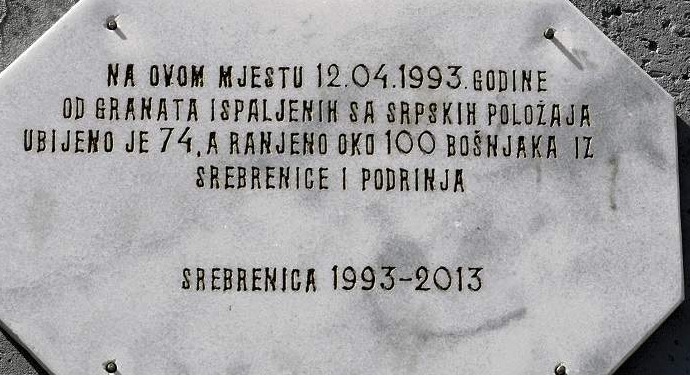 NA OVOM MJESTU 12.04.1993. GODINE
OD GRANATA ISPALJENIH SA SRPSKIH POLOŽAJA
UBIJENO JE 74, A RANJENO OKO 100 BOŠNJAKA IZ
SREBRENICE I PODRINJA
SREBRENICA 1993-2013